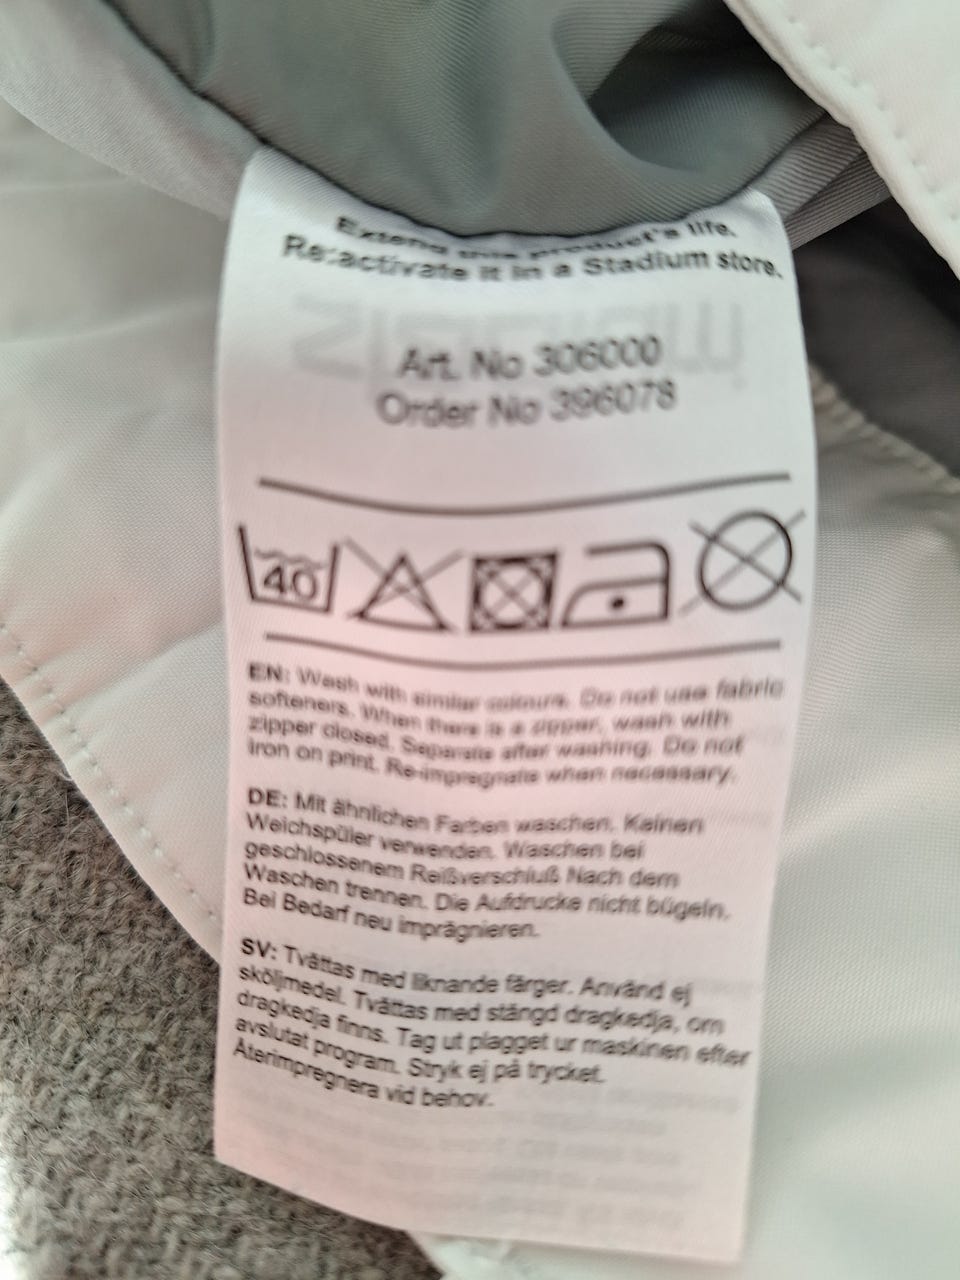 Extend this product's life.
Re:activate it in a Stadium store.
Art. No 306000
Order No 396078
40
EN: Wash with similar colours. Do not use fabric
softeners. When there is a zipper, wash with
zipper closed. Separate after washing. Do not
iron on print. Re-impregnate when necessary.
DE: Mit ähnlichen Farben waschen. Keinen
Weichspüler verwenden. Waschen bei
geschlossenem Reißverschluß Nach dem
Waschen trennen. Die Aufdrucke nicht bügeln.
Bei Bedarf neu imprägnieren.
SV: Tvättas med liknande färger. Använd ej
sköljmedel. Tvättas med stängd dragkedja, om
dragkedja finns. Tag ut plagget ur maskinen efter
avslutat program. Stryk ej på trycket.
Återimpregnera vid behov.